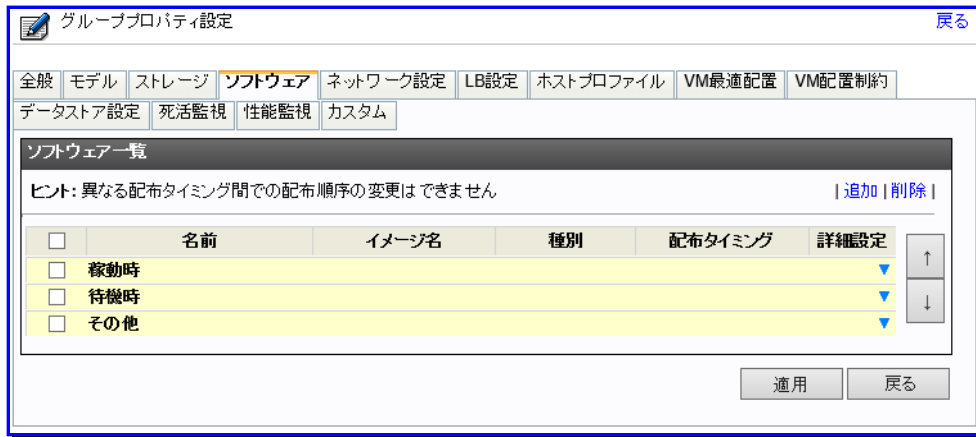 グループプロパティ設定 戻る
全般 モデル ストレージ ソフトウェア ネットワーク設定 LB設定 ホストプロファイル VM最適配置 VM配置制約
データストア設定 死活監視 性能監視 カスタム
ソフトウェア一覧
ヒント: 異なる配布タイミング間での配布順序の変更はできません | 追加 | 削除 |
名前 イメージ名 種別 配布タイミング 詳細設定
↑
稼動時 ▼
待機時 ▼
↓
その他 ▼
適用 戻る